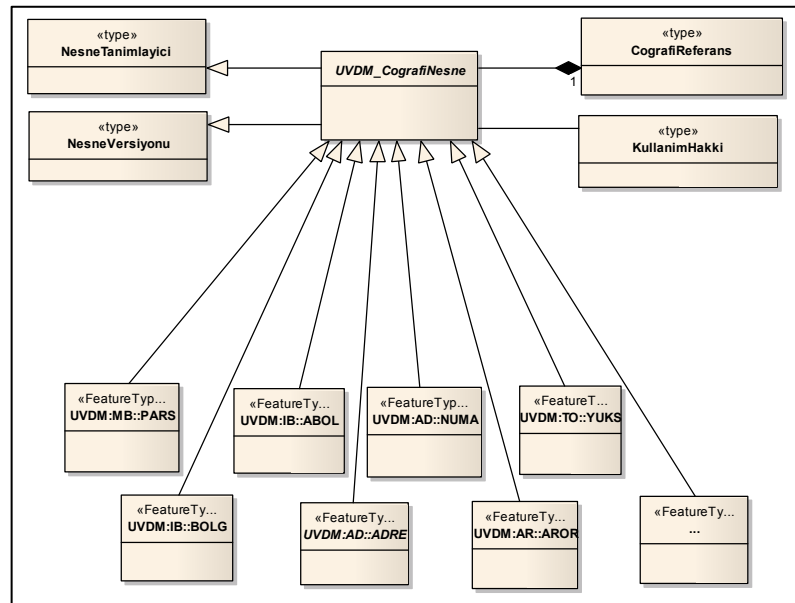 «type»
NesneTanimlayici
UVDM_CografiNesne
«type»
CografiReferans
1
«type»
NesneVersiyonu
«type»
KullanimHakki
«FeatureTyp...
UVDM:MB::PARS
«FeatureTy...
UVDM:IB::ABOL
«FeatureTy...
UVDM:AD::NUMA
«FeatureT...
UVDM:TO::YUKS
«FeatureTy...
UVDM:IB::BOLG
«FeatureTy...
UVDM:AD::ADRE
«FeatureTy...
UVDM:AR::AROR
«FeatureTy...
...